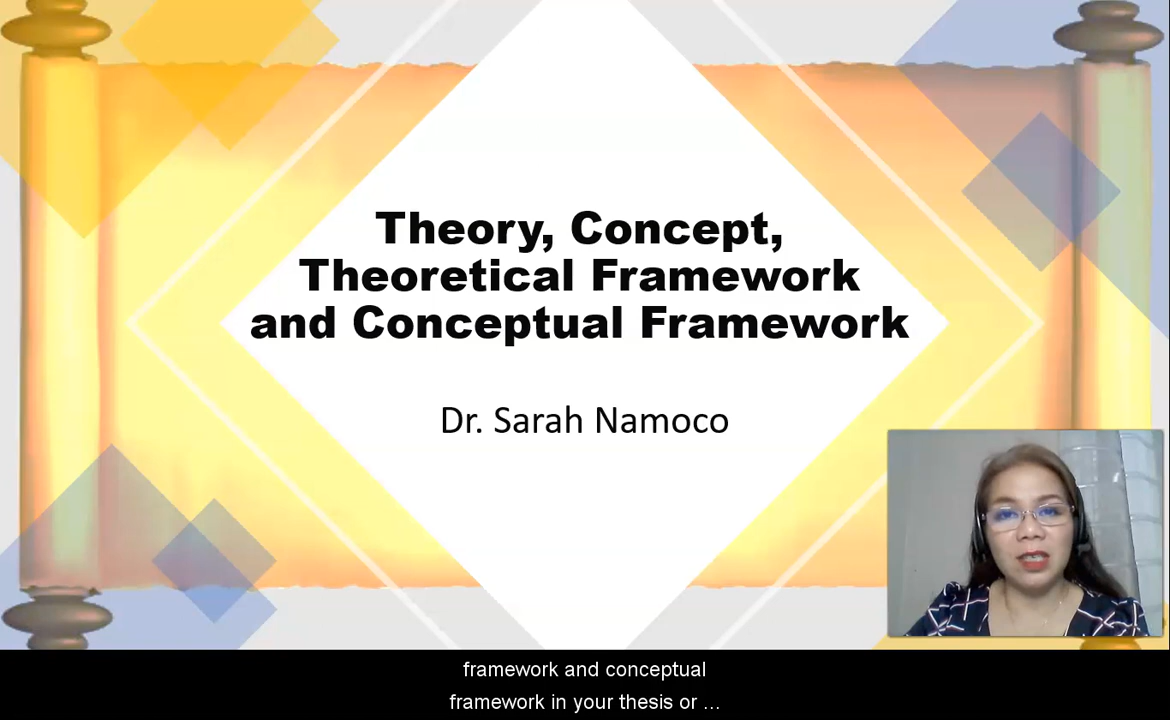 Theory, Concept,
Theoretical Framework
and Conceptual Framework
Dr. Sarah Namoco
framework and conceptual
framework in your thesis or ...